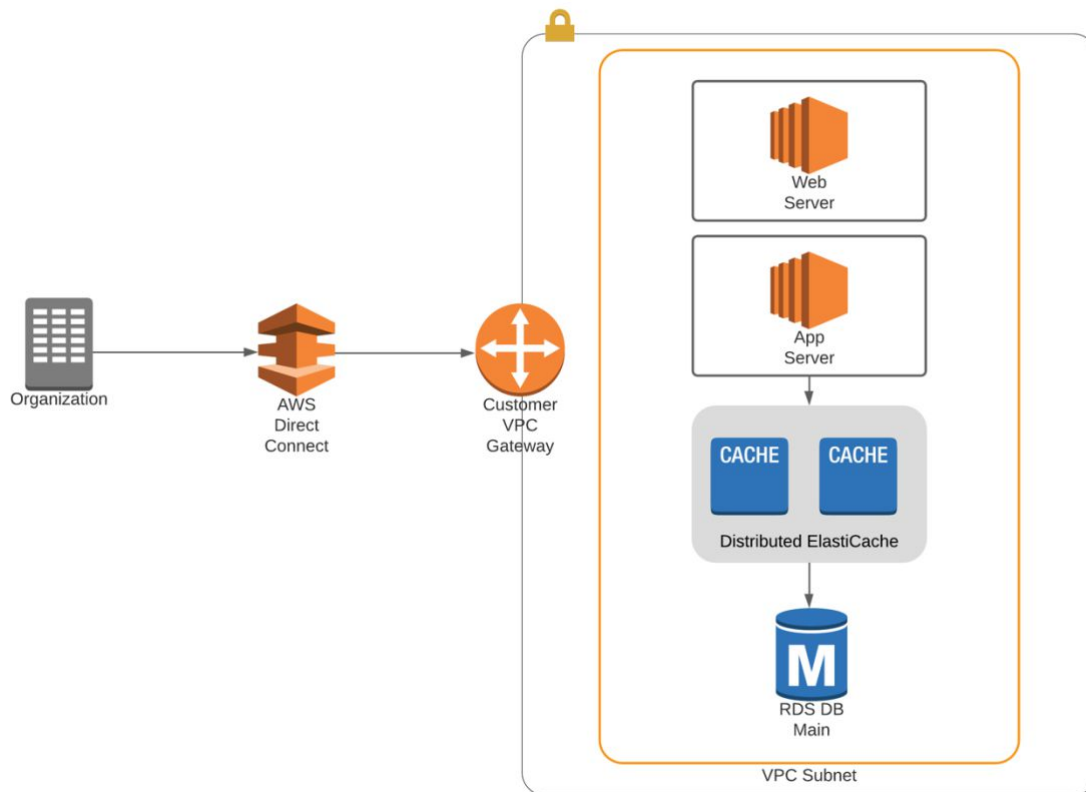 Web
Server
App
Server
Organization
AWS
Direct
Connect
Customer
VPC
Gateway
CACHE
CACHE
Distributed ElastiCache
M
RDS DB
Main
VPC Subnet